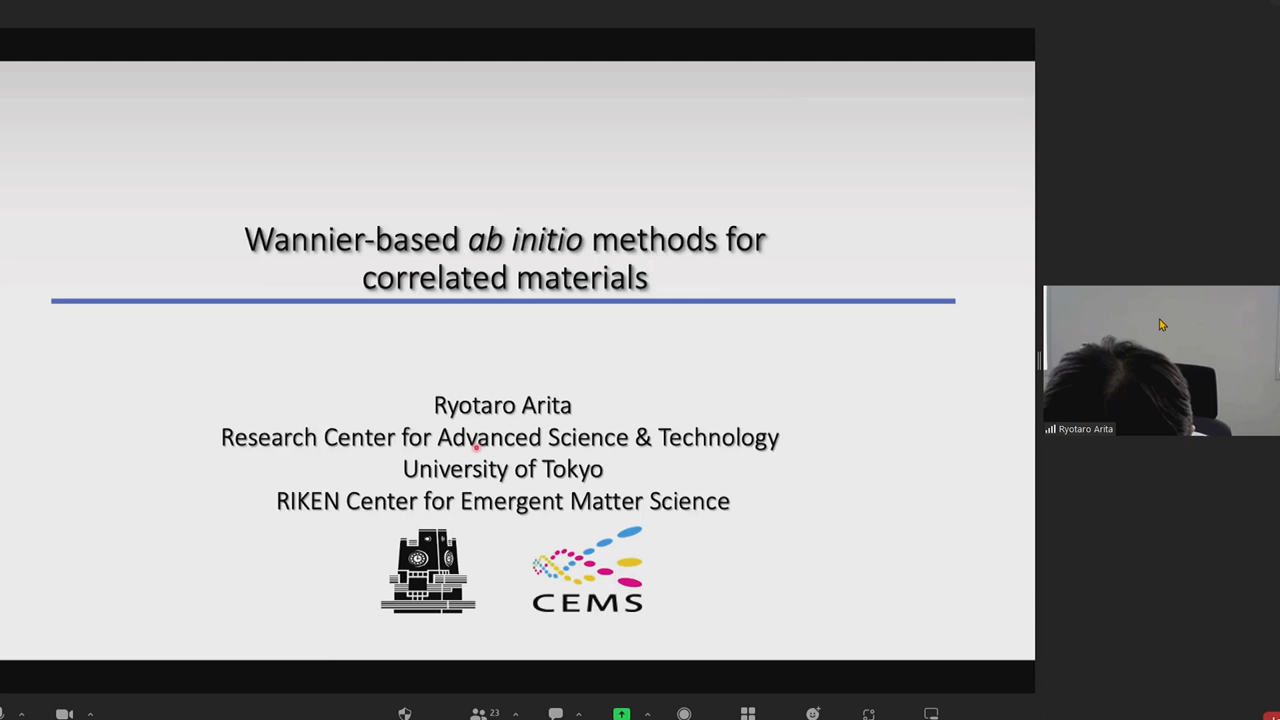 Wannier-based ab initio methods for
correlated materials
Ryotaro Arita
Research Center for Advanced Science & Technology
University of Tokyo
RIKEN Center for Emergent Matter Science
CEMS
Ryotaro Arita
23